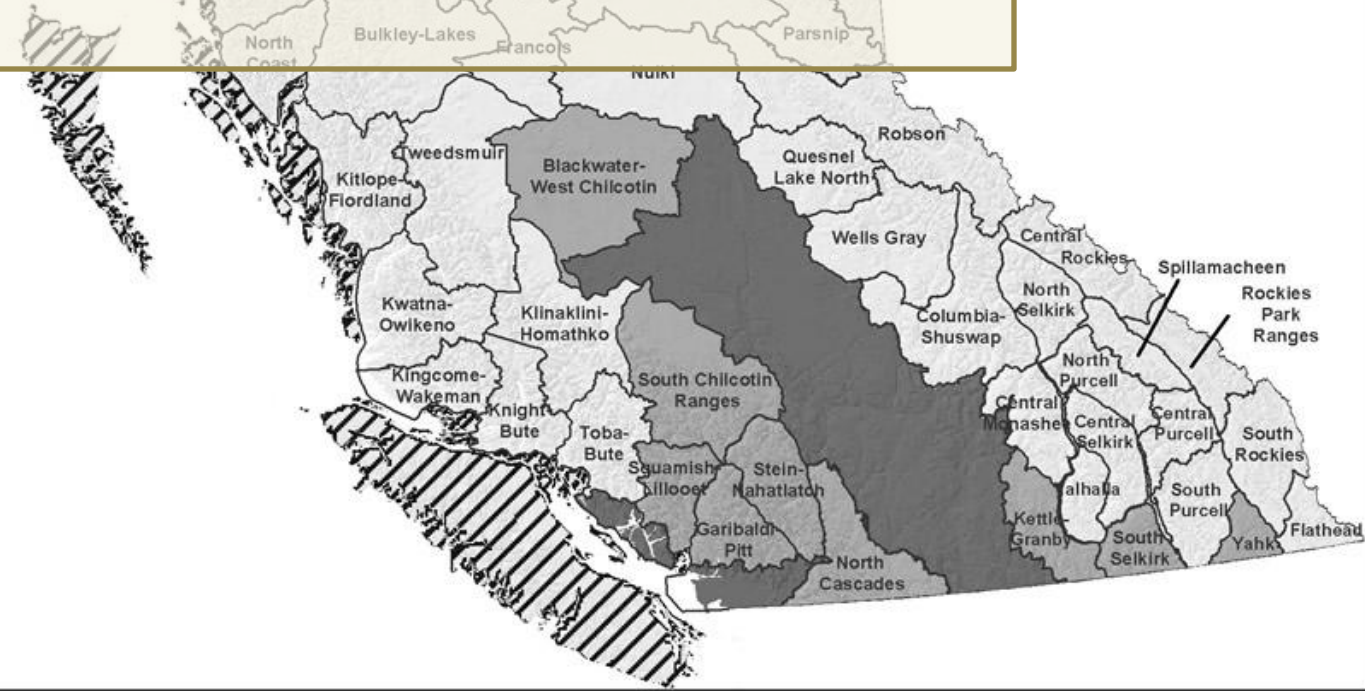 North
Coast
Bulkley-Lakes
Francois
Parsnip
Nulki
Robson
Tweedsmuir
Blackwater-
West Chilcotin
Quesnel
Lake North
Kitlope-
Fiordland
Wells Gray
Central
Rockies
Spillamacheen
Rockies
Park
Ranges
North
Selkirk
Kwatna-
Owikeno
Klinaklini-
Homathko
Columbia-
Shuswap
North
Purcell
Kingcome-
Wakeman
South Chilcotin
Ranges
Knight-
Bute
Central
Monashee
Central
Selkirk
Central
Purcell
Toba-
Bute
South
Rockies
Squamish-
Lillooet
Stein-
Nahatlatch
alhalla
South
Purcell
Garibaldi
Pitt
Kettle-
Granby
South
Selkirk
Yahk
Flathead
North
Cascades